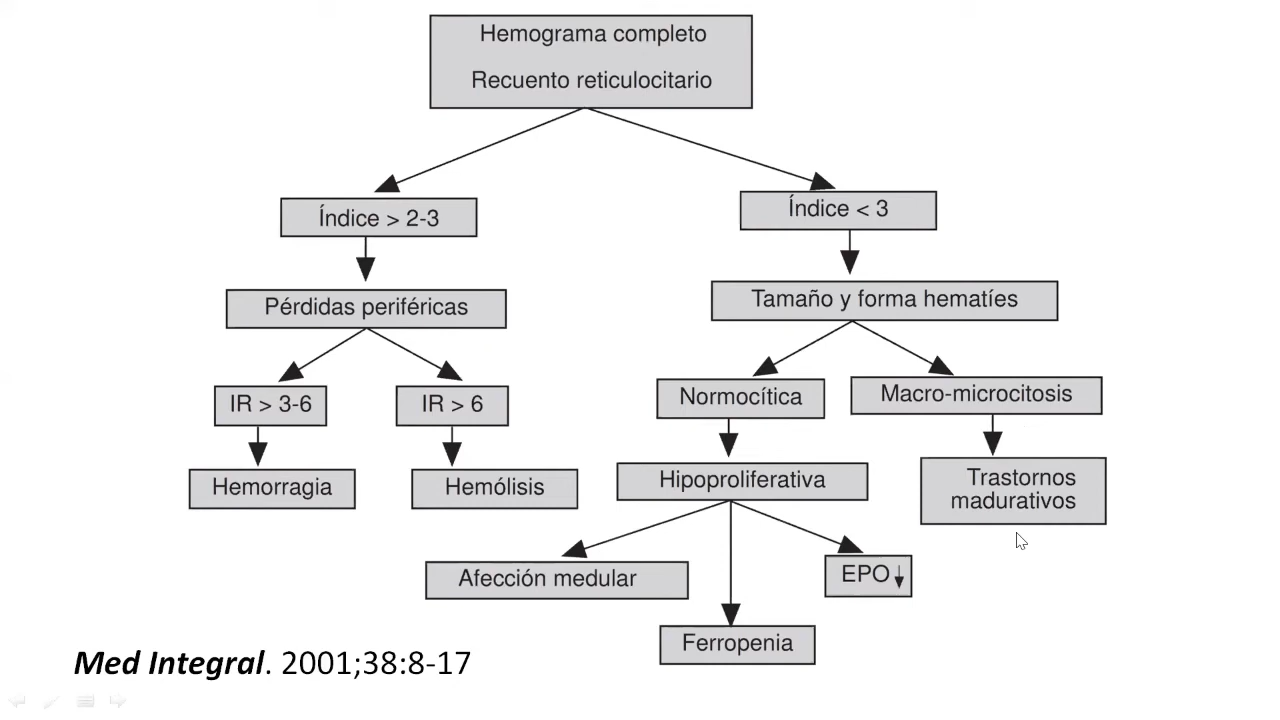 Hemograma completo
Recuento reticulocitario
Índice > 2-3
Índice < 3
Pérdidas periféricas
Tamaño y forma hematíes
IR > 3-6
IR > 6
Normocítica
Macro-microcitosis
Hemorragia
Hemólisis
Hipoproliferativa
Trastornos
madurativos
Afección medular
EPO↓
Ferropenia
Med Integral. 2001;38:8-17